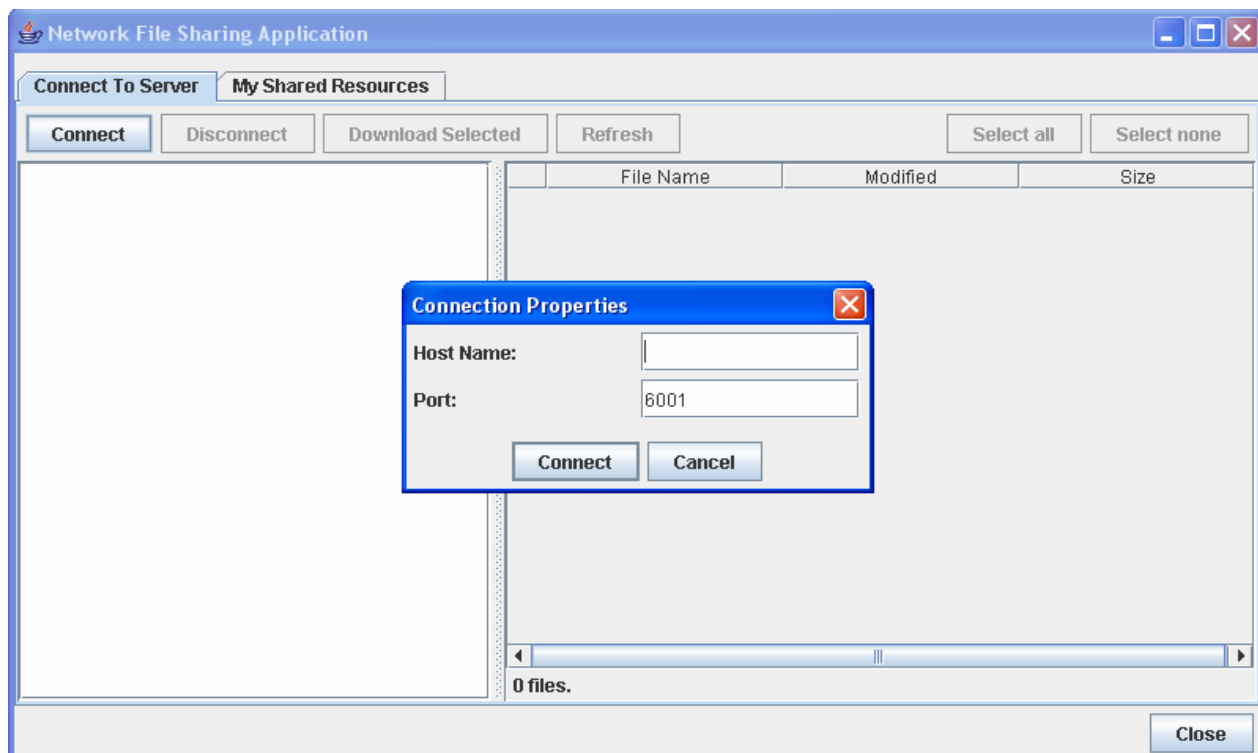 Network File Sharing Application
Connect To Server My Shared Resources
Connect Disconnect Download Selected Refresh Select all Select none
File Name Modified Size
Connection Properties
Host Name:
Port: 6001
Connect Cancel
0 files.
Close